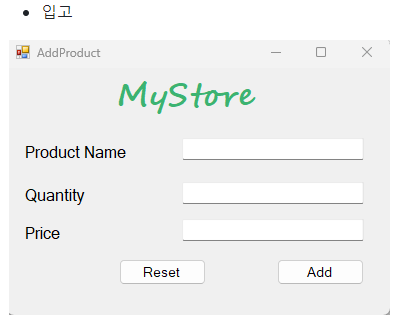 입고
AddProduct
MyStore
Product Name
Quantity
Price
Reset Add